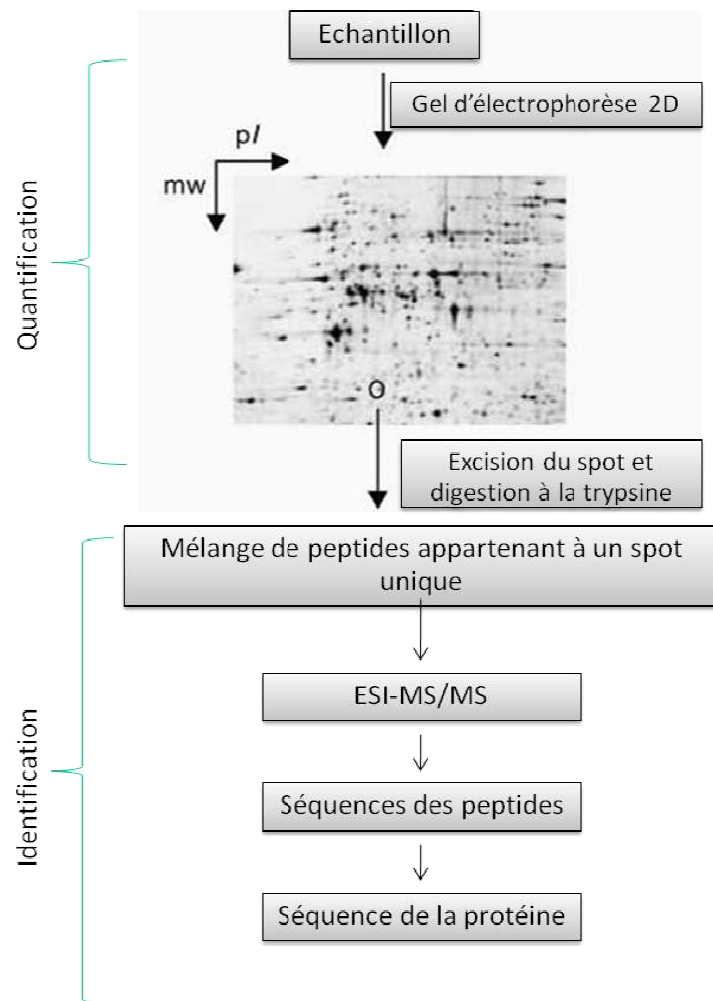 Echantillon
Gel d'électrophorèse 2D
pI
mw
Quantification
Excision du spot et
digestion à la trypsine
Mélange de peptides appartenant à un spot
unique
ESI-MS/MS
Identification
Séquences des peptides
Séquence de la protéine